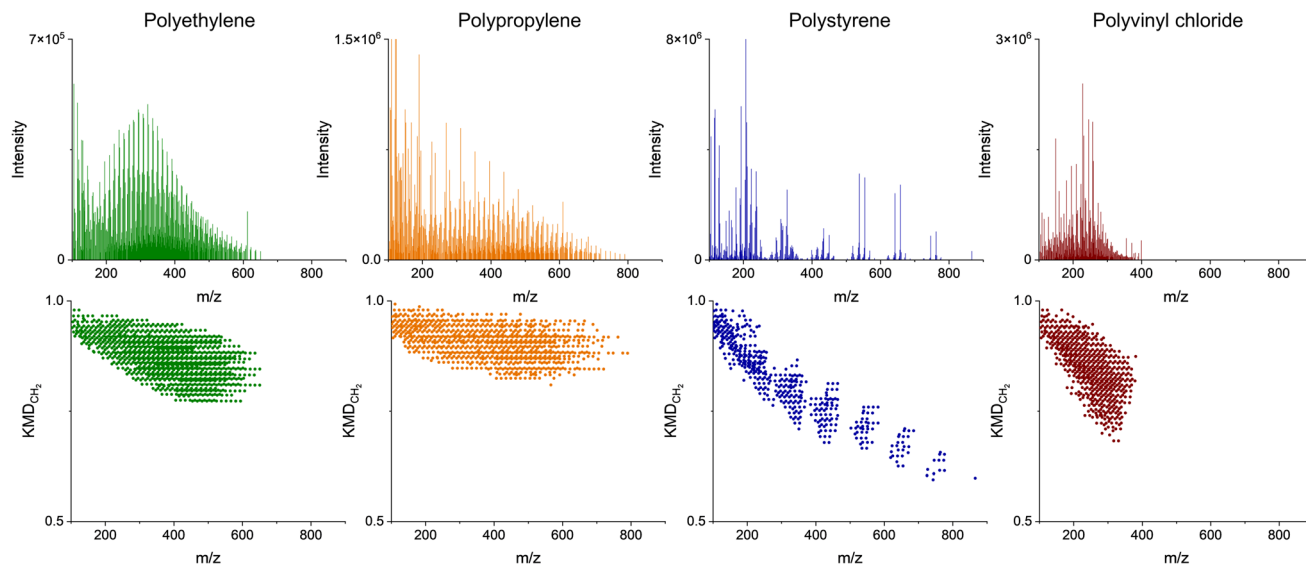 Polyethylene
Polypropylene
Polystyrene
Polyvinyl chloride
7×10⁵
Intensity
0
200
400
600
800
m/z
1.5×10⁶
Intensity
0.0
200
400
600
800
m/z
8×10⁶
Intensity
0
200
400
600
800
m/z
3×10⁶
Intensity
0
200
400
600
800
m/z
1.0
KMD_CH₂
0.5
200
400
600
800
m/z
1.0
KMD_CH₂
0.5
200
400
600
800
m/z
1.0
KMD_CH₂
0.5
200
400
600
800
m/z
1.0
KMD_CH₂
0.5
200
400
600
800
m/z